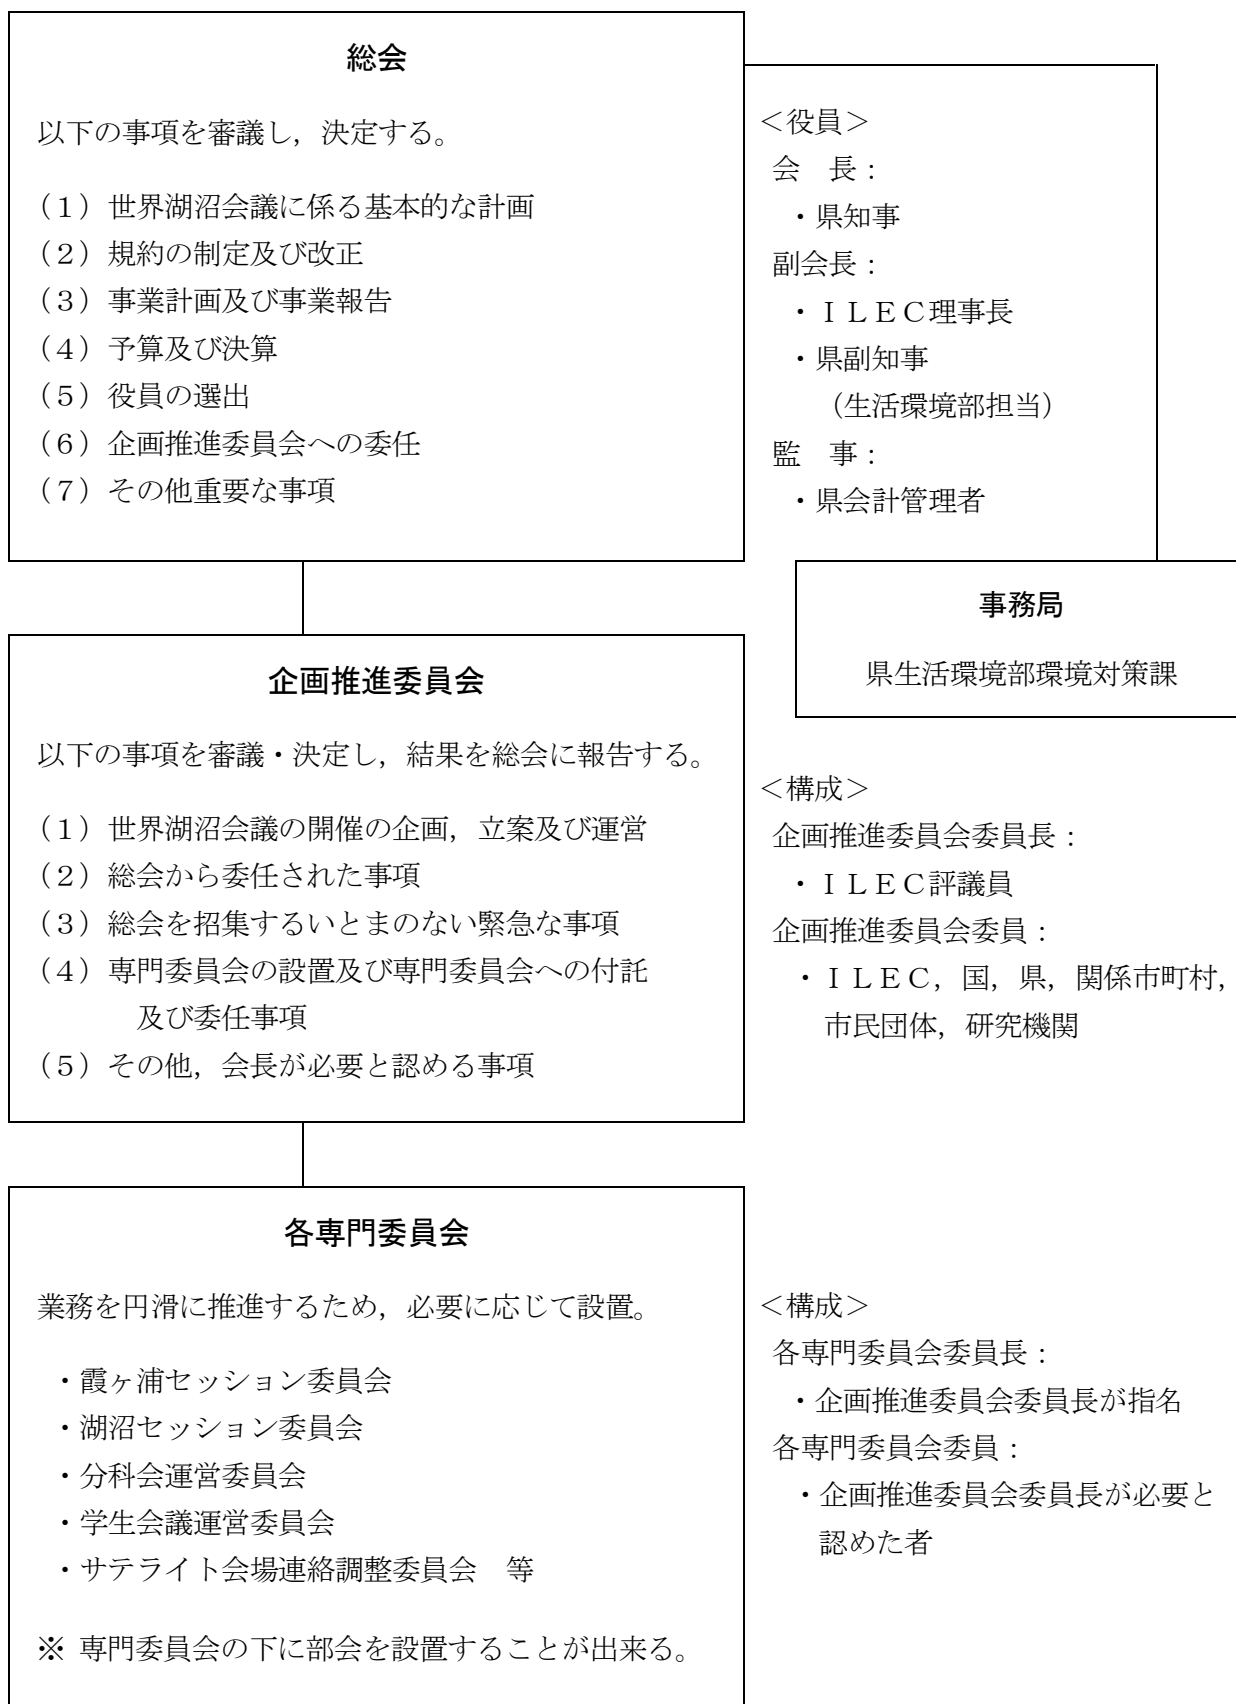 総会
以下の事項を審議し，決定する。
（１）世界湖沼会議に係る基本的な計画
（２）規約の制定及び改正
（３）事業計画及び事業報告
（４）予算及び決算
（５）役員の選出
（６）企画推進委員会への委任
（７）その他重要な事項
＜役員＞
会　長：
・県知事
副会長：
・ＩＬＥＣ理事長
・県副知事
（生活環境部担当）
監　事：
・県会計管理者
事務局
県生活環境部環境対策課
企画推進委員会
以下の事項を審議・決定し，結果を総会に報告する。
（１）世界湖沼会議の開催の企画，立案及び運営
（２）総会から委任された事項
（３）総会を招集するいとまのない緊急な事項
（４）専門委員会の設置及び専門委員会への付託
及び委任事項
（５）その他，会長が必要と認める事項
＜構成＞
企画推進委員会委員長：
・ＩＬＥＣ評議員
企画推進委員会委員：
・ＩＬＥＣ，国，県，関係市町村，
市民団体，研究機関
各専門委員会
業務を円滑に推進するため，必要に応じて設置。
・霞ヶ浦セッション委員会
・湖沼セッション委員会
・分科会運営委員会
・学生会議運営委員会
・サテライト会場連絡調整委員会　等
※ 専門委員会の下に部会を設置することが出来る。
＜構成＞
各専門委員会委員長：
・企画推進委員会委員長が指名
各専門委員会委員：
・企画推進委員会委員長が必要と
認めた者